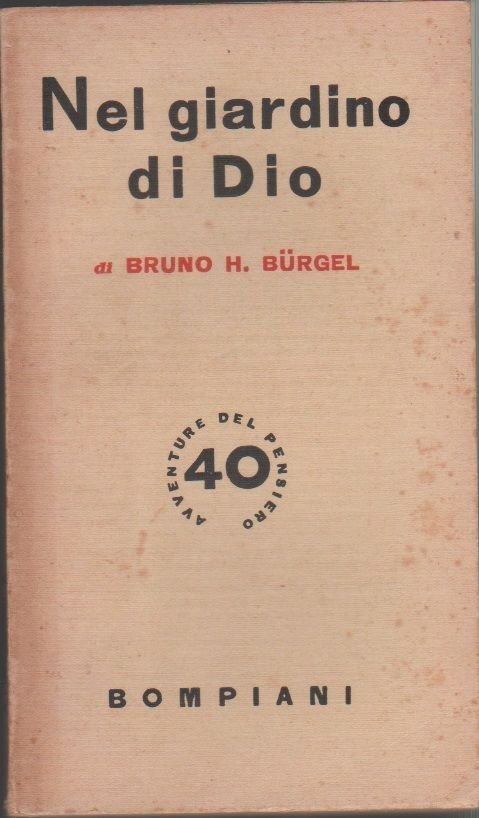 Nel giardino
di Dio
di BRUNO H. BÜRGEL
AVVENTURE DEL PENSIERO
40
BOMPIANI